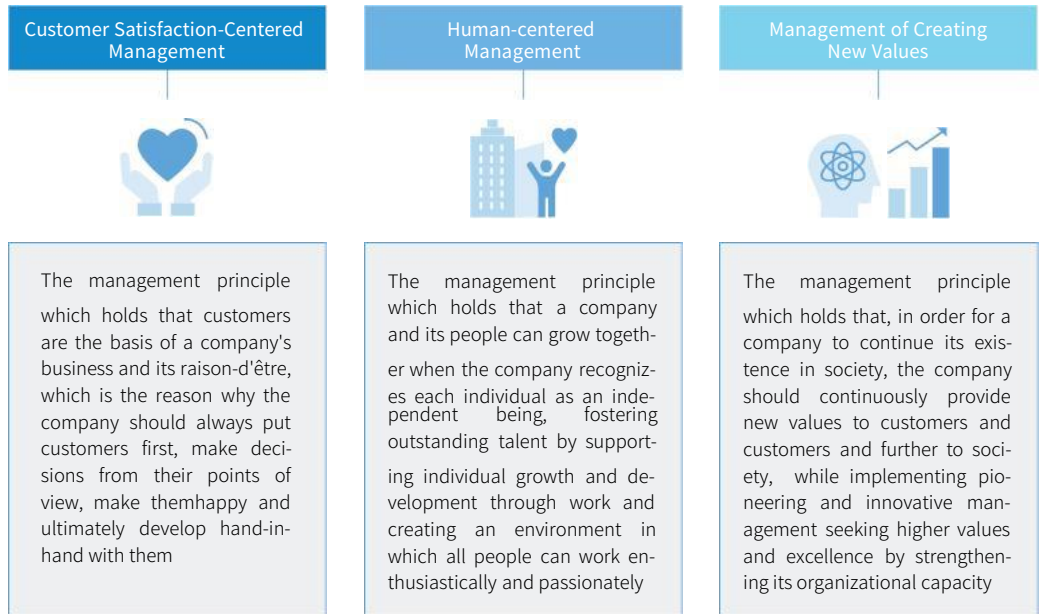 Customer Satisfaction-Centered
Management
The management principle
which holds that customers
are the basis of a company's
business and its raison-d'être,
which is the reason why the
company should always put
customers first, make deci-
sions from their points of
view, make themhappy and
ultimately develop hand-in-
hand with them
Human-centered
Management
The management principle
which holds that a company
and its people can grow togeth-
er when the company recogniz-
es each individual as an inde-
pendent being, fostering
outstanding talent by support-
ing individual growth and de-
velopment through work and
creating an environment in
which all people can work en-
thusiastically and passionately
Management of Creating
New Values
The management principle
which holds that, in order for a
company to continue its exis-
tence in society, the company
should continuously provide
new values to customers and
customers and further to soci-
ety, while implementing pio-
neering and innovative man-
agement seeking higher values
and excellence by strengthen-
ing its organizational capacity